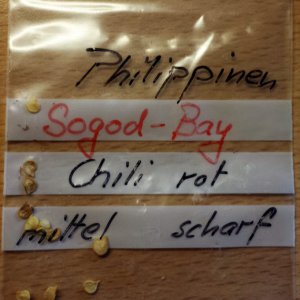 Philippinen
Sogod-Bay
Chili rot
mittel scharf